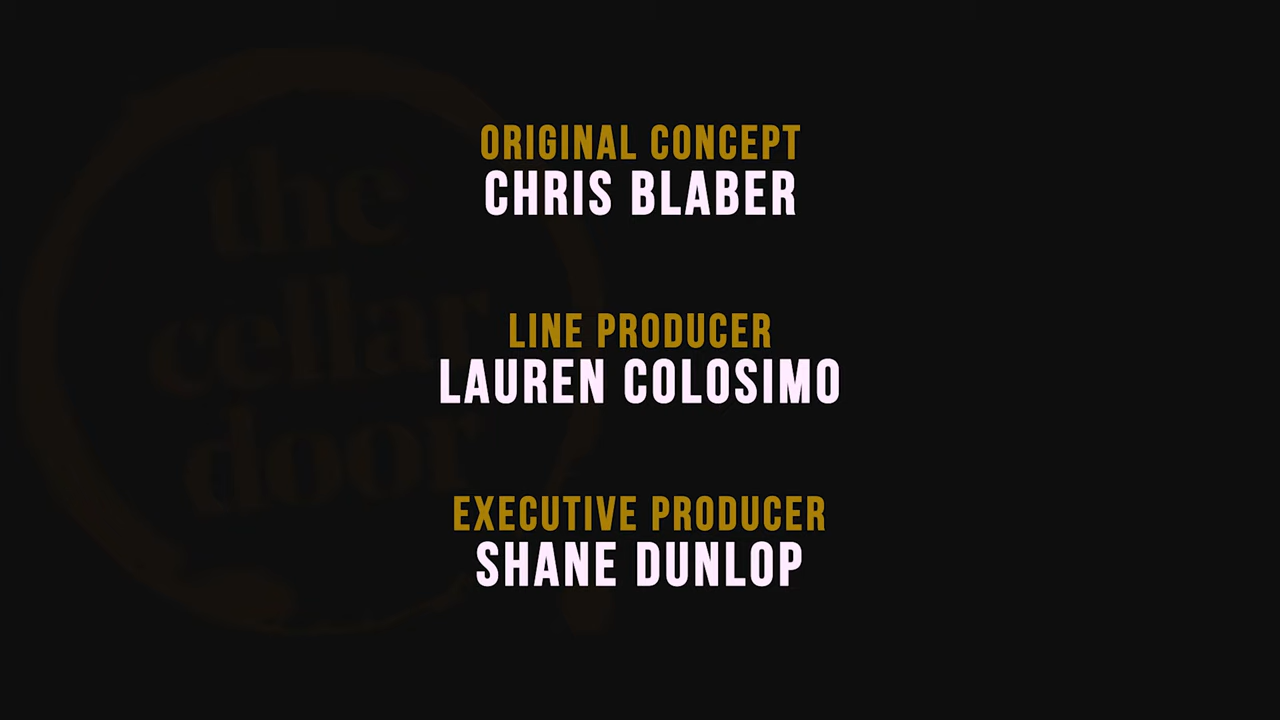 the
cellar
door
ORIGINAL CONCEPT
CHRIS BLABER
LINE PRODUCER
LAUREN COLOSIMO
EXECUTIVE PRODUCER
SHANE DUNLOP